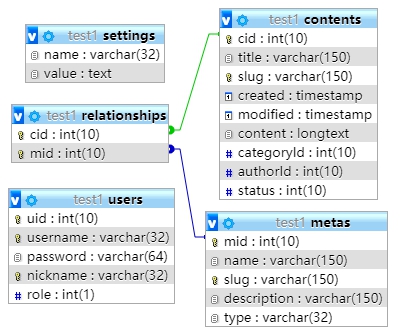 test1 settings
name : varchar(32)
value : text
test1 relationships
cid : int(10)
mid : int(10)
test1 users
uid : int(10)
username : varchar(32)
password : varchar(64)
nickname : varchar(32)
role : int(1)
test1 contents
cid : int(10)
title : varchar(150)
slug : varchar(150)
created : timestamp
modified : timestamp
content : longtext
categoryId : int(10)
authorId : int(10)
status : int(10)
test1 metas
mid : int(10)
name : varchar(150)
slug : varchar(150)
description : varchar(150)
type : varchar(32)